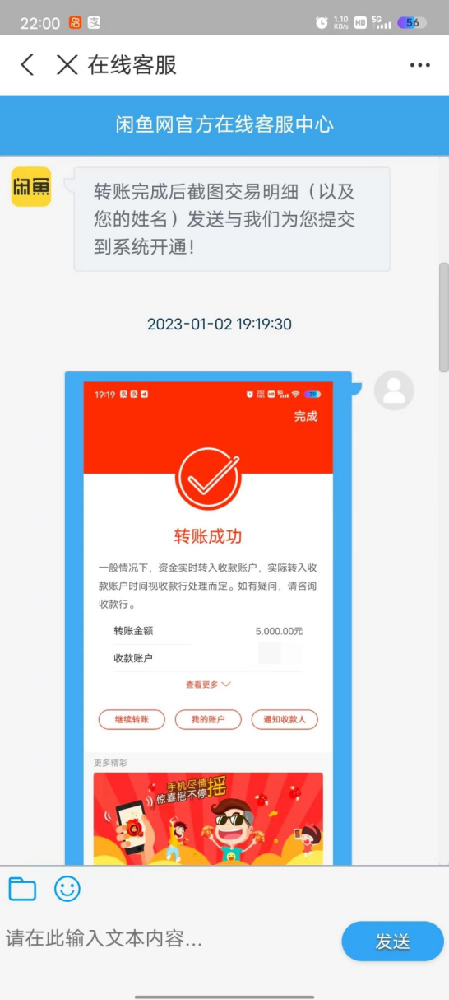 22:00
支
1.10 KB/s HD 5G 56
在线客服
闲鱼网官方在线客服中心
闲鱼
转账完成后截图交易明细（以及
您的姓名）发送与我们为您提交
到系统开通！
2023-01-02 19:19:30
19:19
完成
转账成功
一般情况下，资金实时转入收款账户，实际转入收
款账户时间视收款行处理而定。如有疑问，请咨询
收款行。
转账金额 5,000.00元
收款账户
查看更多
继续转账 我的账户 通知收款人
更多精彩
手机尽情摇
惊喜摇不停
请在此输入文本内容...
发送